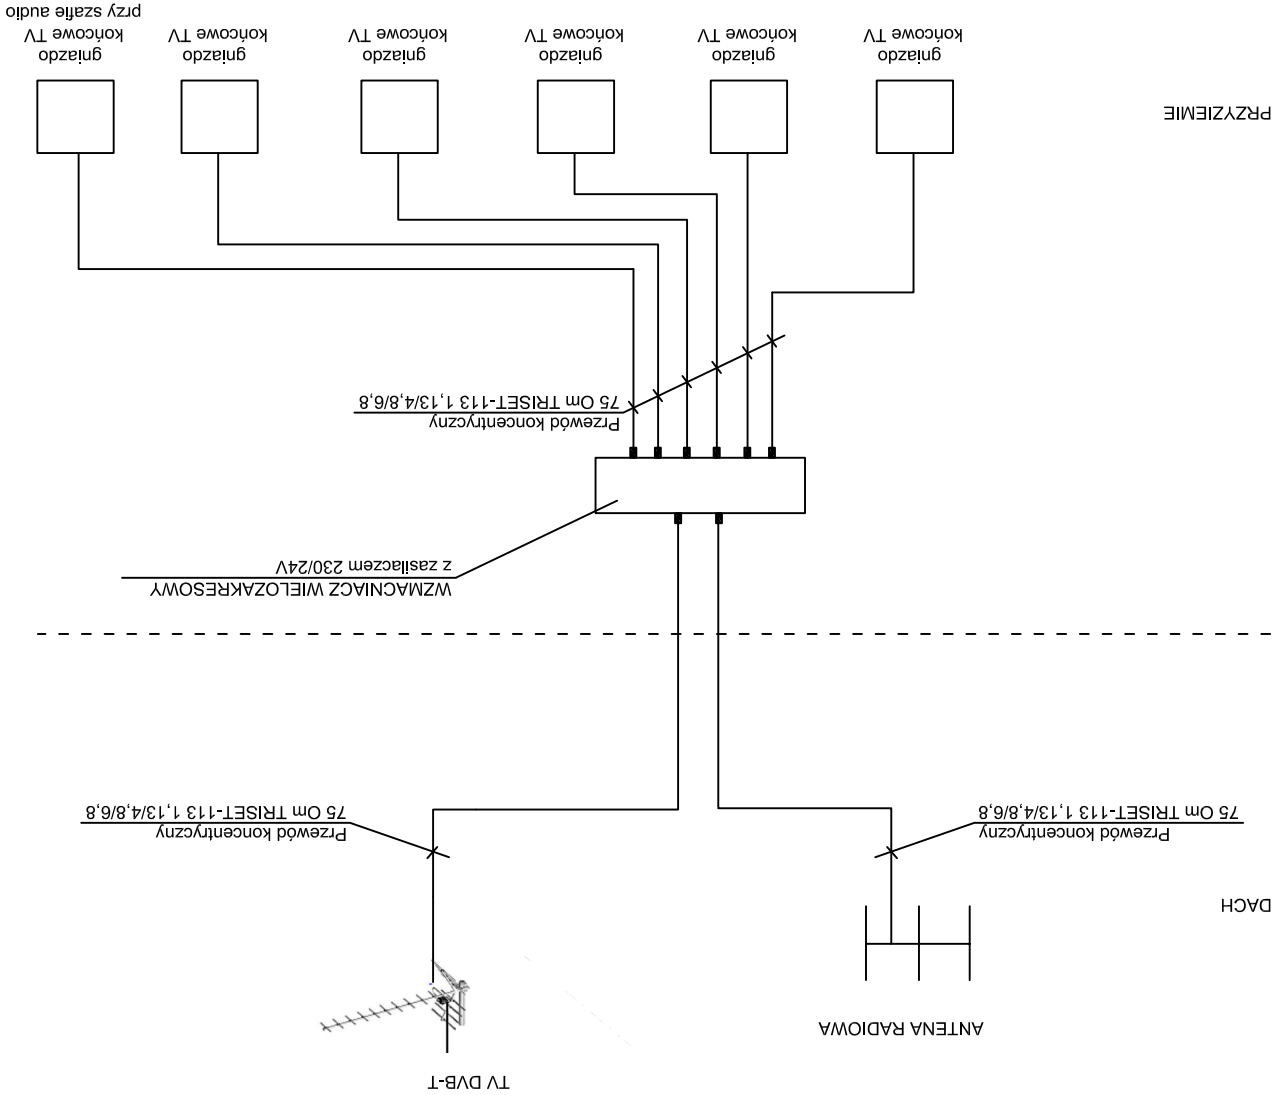 TV DVB-T
ANTENA RADIOWA
DACH
Przewód koncentryczny
75 Om TRISET-113 1,13/4,8/6,8
Przewód koncentryczny
75 Om TRISET-113 1,13/4,8/6,8
WZMACNIACZ WIELOZAKRESOWY
z zasilaczem 230/24V
Przewód koncentryczny
75 Om TRISET-113 1,13/4,8/6,8
PRZYZIEMIE
gniazdo
końcowe TV
gniazdo
końcowe TV
gniazdo
końcowe TV
gniazdo
końcowe TV
gniazdo
końcowe TV
gniazdo
końcowe TV
przy szafie audio